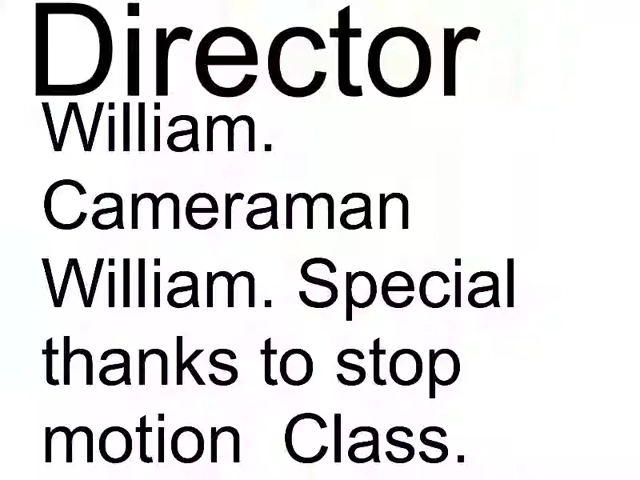 Director
William.
Cameraman
William. Special
thanks to stop
motion  Class.